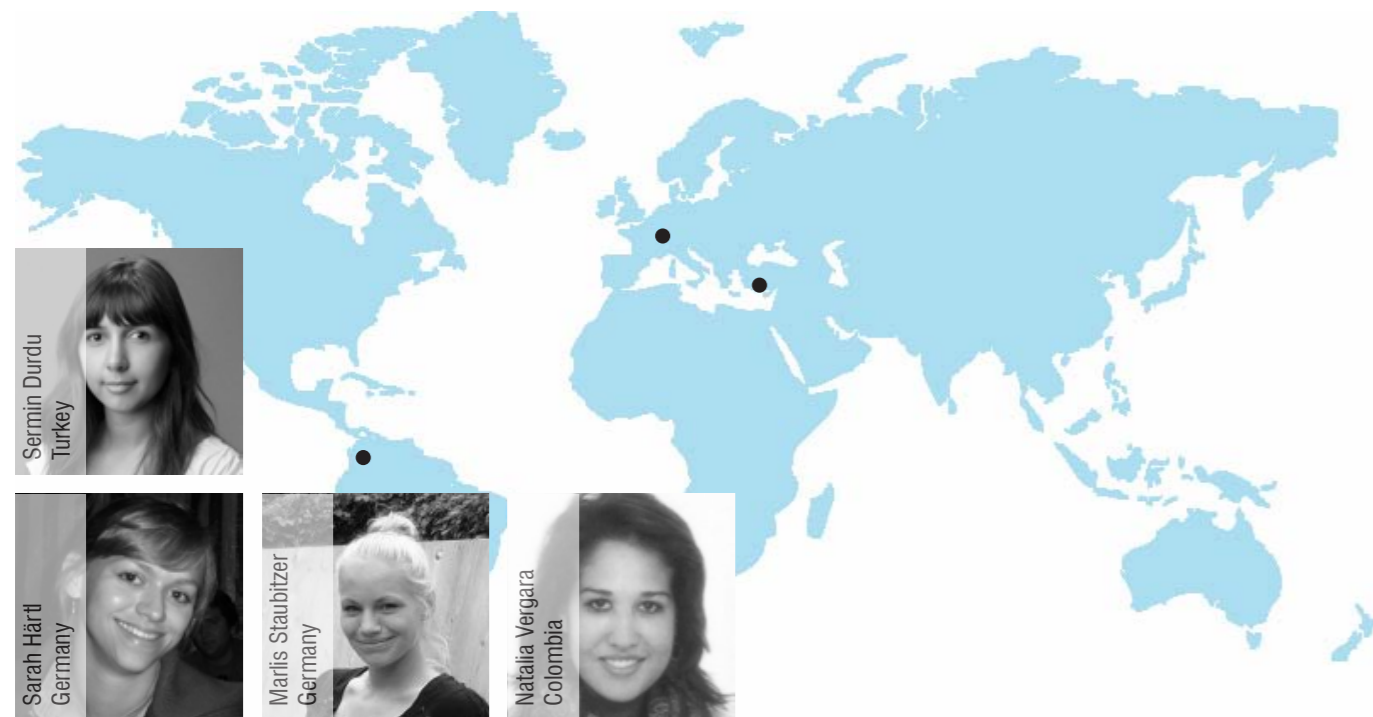 Sermin Durdu
Turkey
Sarah Härtl
Germany
Marlis Staubitzer
Germany
Natalia Vergara
Colombia